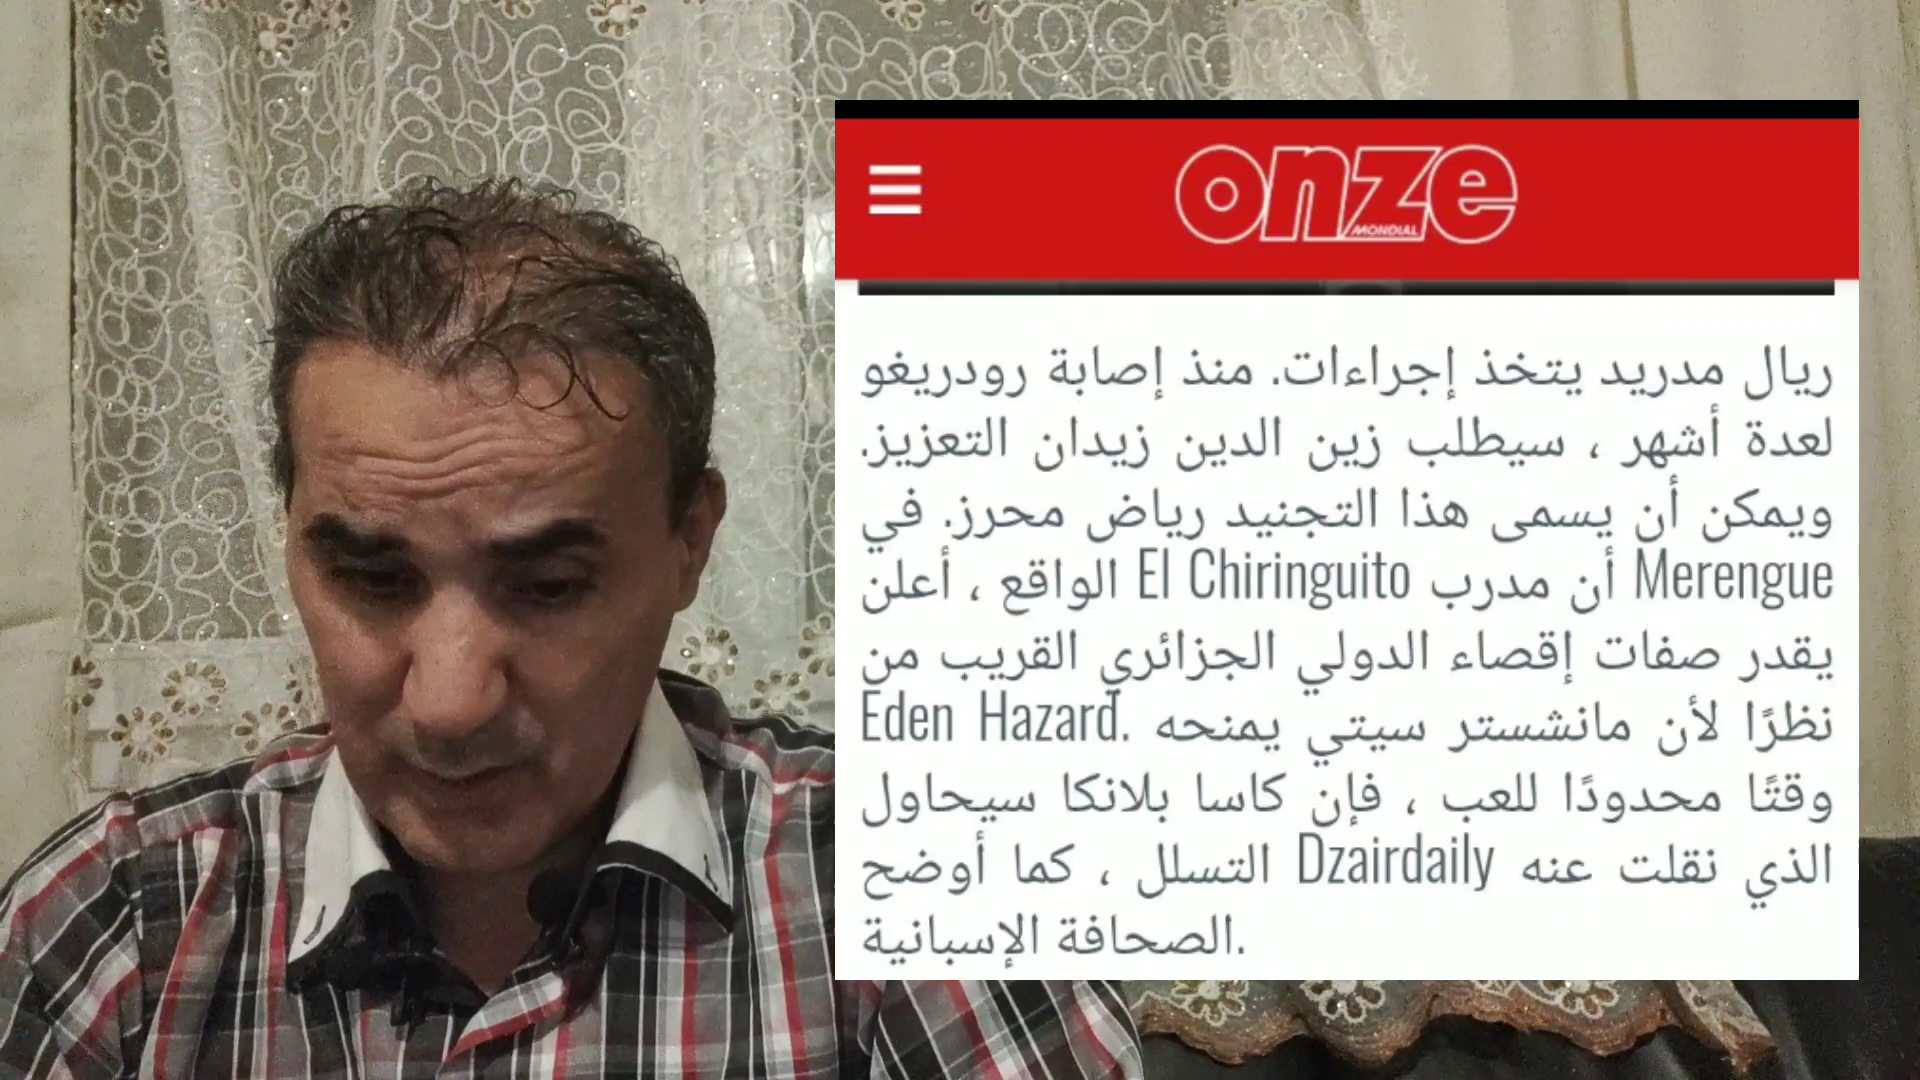 onze
MONDIAL
ريال مدريد يتخذ إجراءات. منذ إصابة رودريغو
لعدة أشهر ، سيطلب زين الدين زيدان التعزيز.
ويمكن أن يسمى هذا التجنيد رياض محرز. في
الواقع ، أعلن El Chiringuito أن مدرب Merengue
يقدر صفات إقصاء الدولي الجزائري القريب من
Eden Hazard. نظرًا لأن مانشستر سيتي يمنحه
وقتًا محدودًا للعب ، فإن كاسا بلانكا سيحاول
التسلل ، كما أوضح Dzairdaily الذي نقلت عنه
الصحافة الإسبانية.